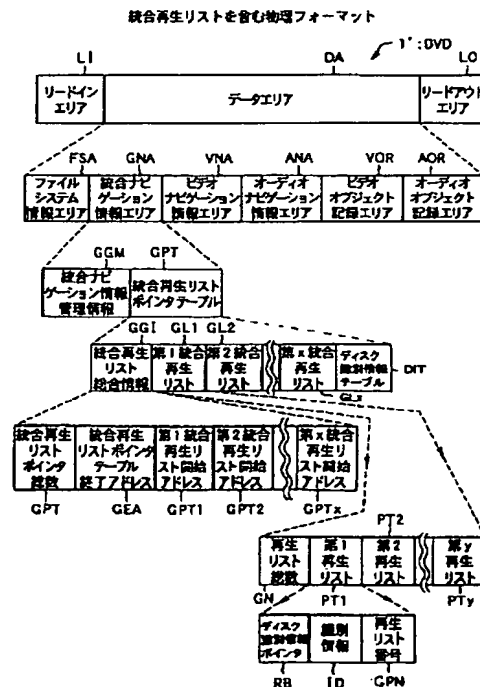 統合再生リストを含む物理フォーマット
1':DVD
LI
DA
LO
リードイン
エリア
データエリア
リードアウト
エリア
FSA
GNA
VNA
ANA
VOR
AOR
ファイル
システム
情報エリア
統合ナビ
ゲーション
情報エリア
ビデオ
ナビゲーション
情報エリア
オーディオ
ナビゲーション
情報エリア
ビデオ
オブジェクト
記録エリア
オーディオ
オブジェクト
記録エリア
GGM
GPT
統合ナビ
ゲーション情報
管理情報
統合再生リスト
ポインタテーブル
GGI
GL1
GL2
統合再生
リスト
総合情報
第1統合
再生
リスト
第2統合
再生
リスト
第x統合
再生
リスト
ディスク
識別情報
テーブル
DIT
GLx
統合再生
リスト
ポインタ
総数
統合再生
リストポインタ
テーブル
終了アドレス
第1統合
再生リ
スト開始
アドレス
第2統合
再生リ
スト開始
アドレス
第x統合
再生リ
スト開始
アドレス
GPT
GEA
GPT1
GPT2
GPTx
PT2
再生
リスト
総数
第1
再生
リスト
第2
再生
リスト
第y
再生
リスト
GN
PT1
PTy
ディスク
識別情報
ポインタ
識別
情報
再生
リスト
番号
RB
ID
GPN